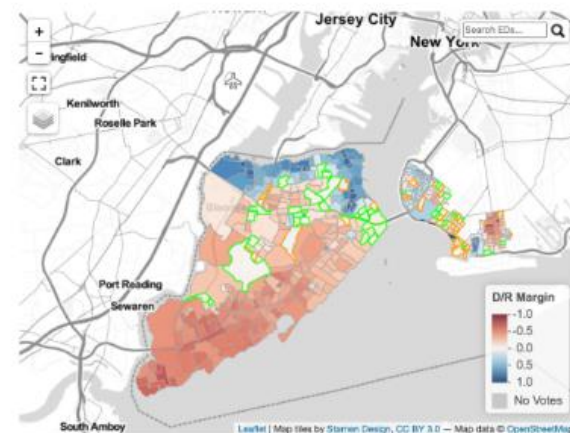 Jersey City
New York
Search EDs...
+
−
Kenilworth
Roselle Park
Clark
Port Reading
Sewaren
South Amboy
D/R Margin
-1.0
-0.5
0.0
0.5
1.0
No Votes
Leaflet | Map tiles by Stamen Design, CC BY 3.0 — Map data © OpenStreetMap